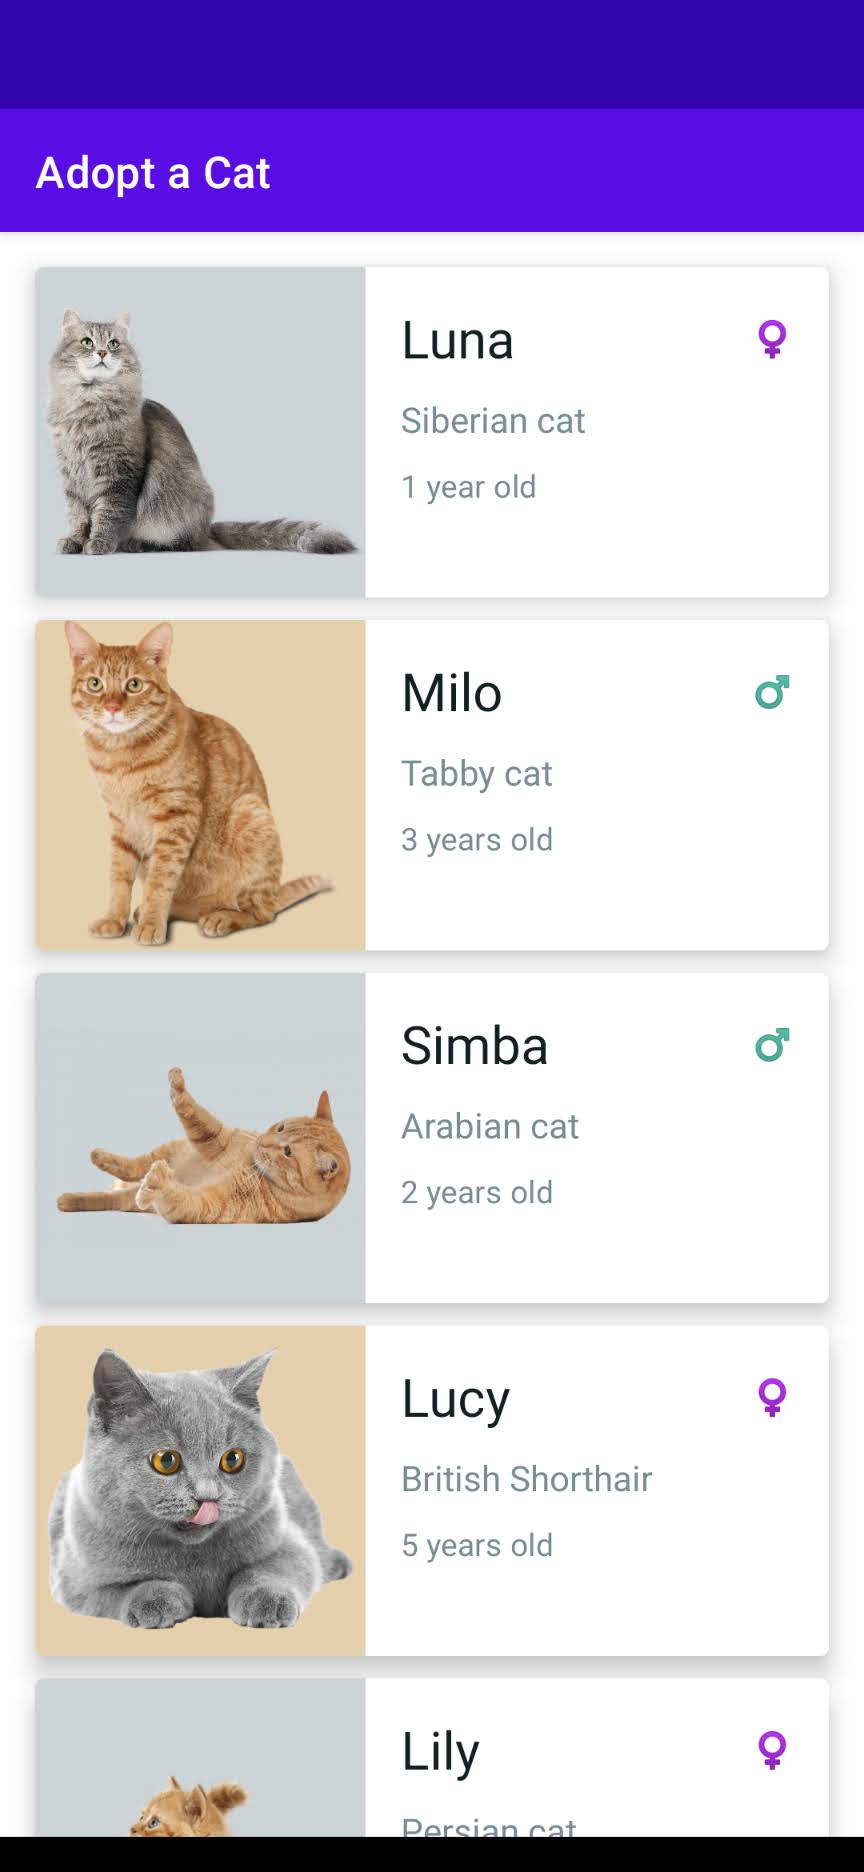 Adopt a Cat
Luna
Siberian cat
1 year old
Milo
Tabby cat
3 years old
Simba
Arabian cat
2 years old
Lucy
British Shorthair
5 years old
Lily
Persian cat